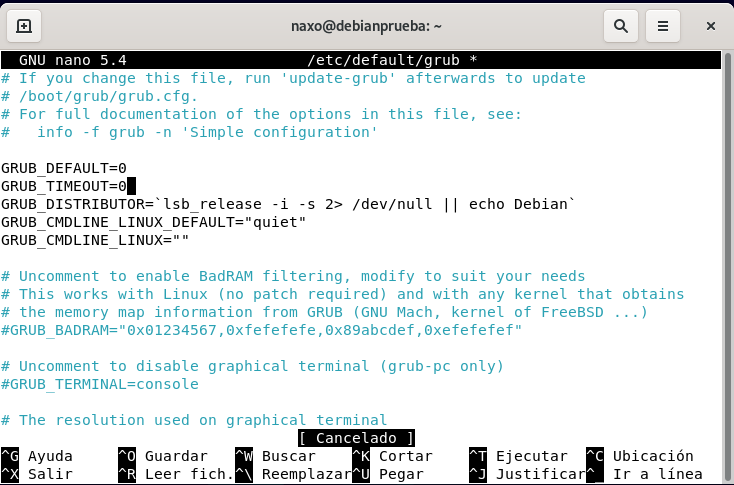 naxo@debianprueba: ~
GNU nano 5.4 /etc/default/grub *
# If you change this file, run 'update-grub' afterwards to update
# /boot/grub/grub.cfg.
# For full documentation of the options in this file, see:
#   info -f grub -n 'Simple configuration'
GRUB_DEFAULT=0
GRUB_TIMEOUT=0
GRUB_DISTRIBUTOR=`lsb_release -i -s 2> /dev/null || echo Debian`
GRUB_CMDLINE_LINUX_DEFAULT="quiet"
GRUB_CMDLINE_LINUX=""
# Uncomment to enable BadRAM filtering, modify to suit your needs
# This works with Linux (no patch required) and with any kernel that obtains
# the memory map information from GRUB (GNU Mach, kernel of FreeBSD ...)
#GRUB_BADRAM="0x01234567,0xfefefefe,0x89abcdef,0xefefefef"
# Uncomment to disable graphical terminal (grub-pc only)
#GRUB_TERMINAL=console
# The resolution used on graphical terminal
[ Cancelado ]
^G Ayuda ^O Guardar ^W Buscar ^K Cortar ^T Ejecutar ^C Ubicación
^X Salir ^R Leer fich. ^\ Reemplazar ^U Pegar ^J Justificar ^_ Ir a línea